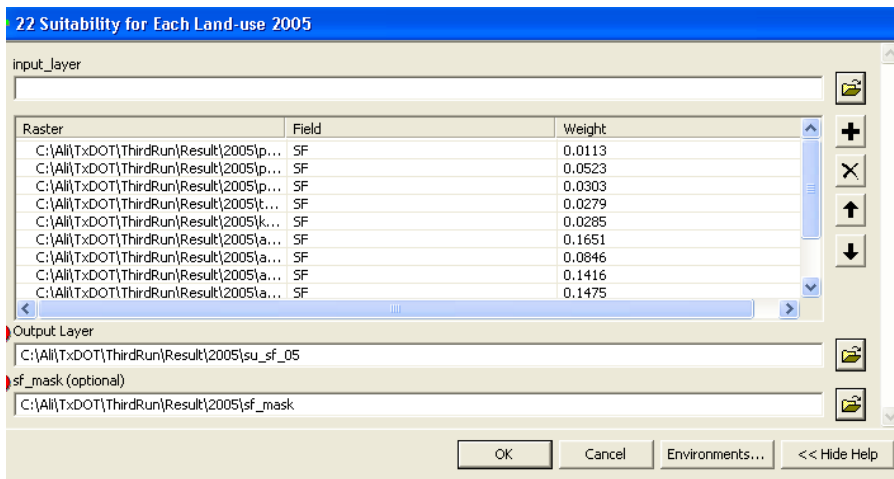 22 Suitability for Each Land-use 2005
input_layer
Raster Field Weight
C:\Ali\TxDOT\ThirdRun\Result\2005\p... SF 0.0113
C:\Ali\TxDOT\ThirdRun\Result\2005\p... SF 0.0523
C:\Ali\TxDOT\ThirdRun\Result\2005\p... SF 0.0303
C:\Ali\TxDOT\ThirdRun\Result\2005\t... SF 0.0279
C:\Ali\TxDOT\ThirdRun\Result\2005\k... SF 0.0285
C:\Ali\TxDOT\ThirdRun\Result\2005\a... SF 0.1651
C:\Ali\TxDOT\ThirdRun\Result\2005\a... SF 0.0846
C:\Ali\TxDOT\ThirdRun\Result\2005\a... SF 0.1416
C:\Ali\TxDOT\ThirdRun\Result\2005\a... SF 0.1475
Output Layer
C:\Ali\TxDOT\ThirdRun\Result\2005\su_sf_05
sf_mask (optional)
C:\Ali\TxDOT\ThirdRun\Result\2005\sf_mask
OK Cancel Environments... << Hide Help